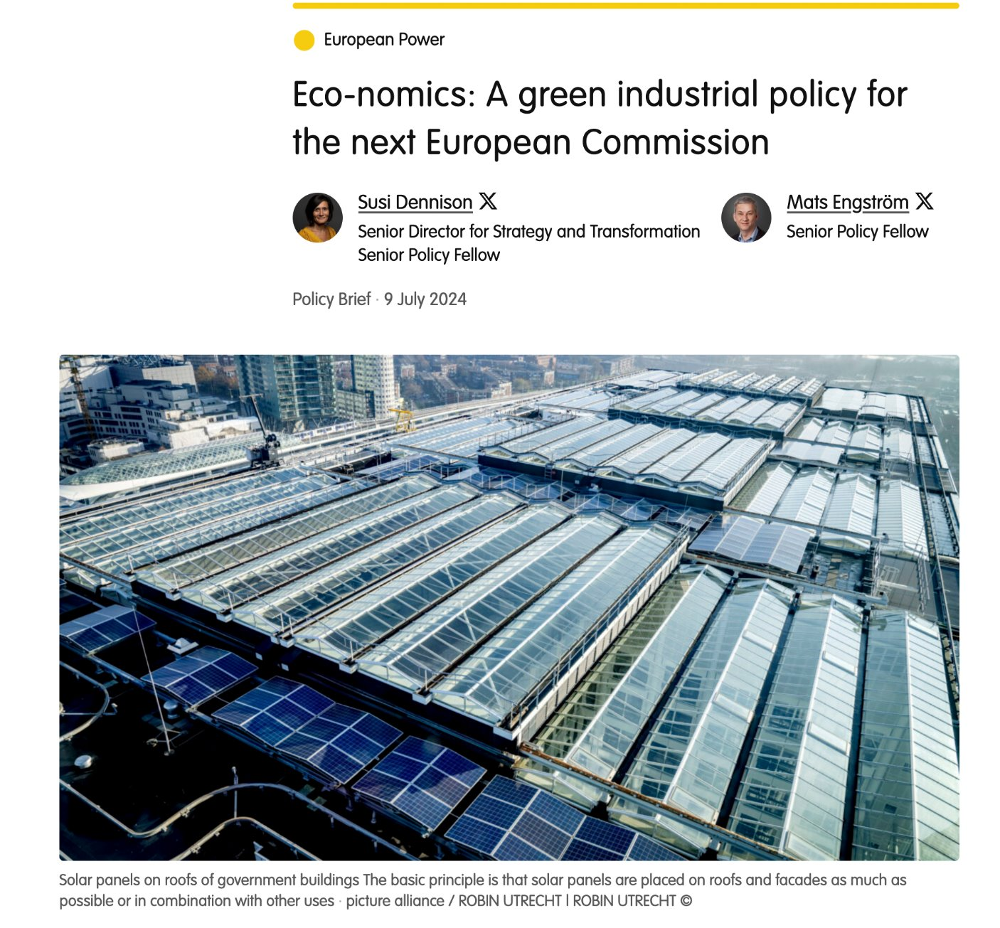 European Power
Eco-nomics: A green industrial policy for
the next European Commission
Susi Dennison X
Senior Director for Strategy and Transformation
Senior Policy Fellow
Mats Engström X
Senior Policy Fellow
Policy Brief · 9 July 2024
Solar panels on roofs of government buildings The basic principle is that solar panels are placed on roofs and facades as much as
possible or in combination with other uses · picture alliance / ROBIN UTRECHT | ROBIN UTRECHT ©